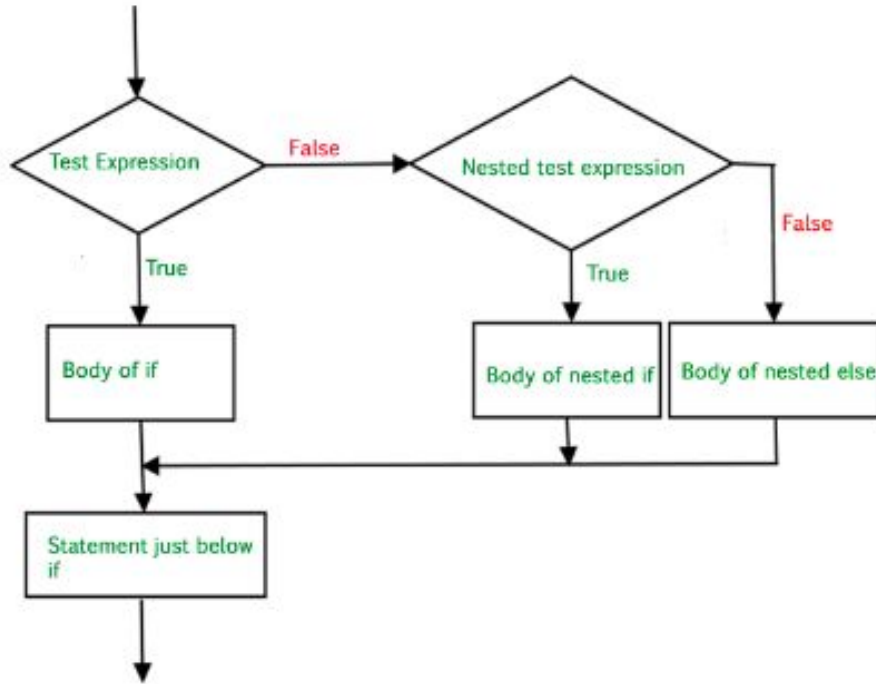 Test Expression
False
Nested test expression
False
True
True
Body of if
Body of nested if
Body of nested else
Statement just below
if